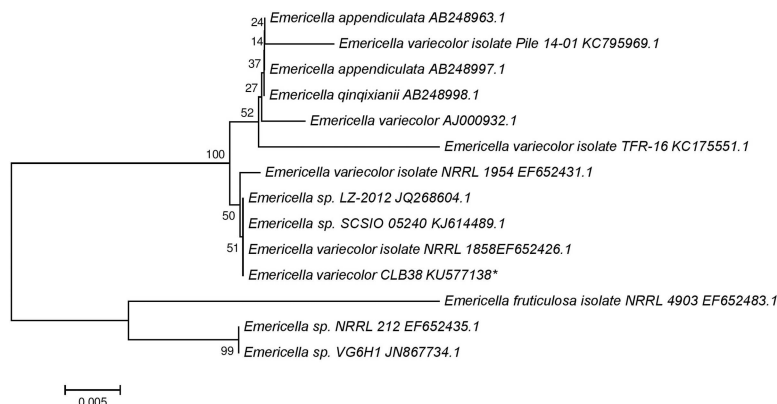 24
Emericella appendiculata AB248963.1
14
Emericella variecolor isolate Pile 14-01 KC795969.1
37
Emericella appendiculata AB248997.1
27
Emericella qinqixianii AB248998.1
52
Emericella variecolor AJ000932.1
Emericella variecolor isolate TFR-16 KC175551.1
100
Emericella variecolor isolate NRRL 1954 EF652431.1
Emericella sp. LZ-2012 JQ268604.1
50
Emericella sp. SCSIO 05240 KJ614489.1
51
Emericella variecolor isolate NRRL 1858EF652426.1
Emericella variecolor CLB38 KU577138*
Emericella fruticulosa isolate NRRL 4903 EF652483.1
Emericella sp. NRRL 212 EF652435.1
99
Emericella sp. VG6H1 JN867734.1
0.005